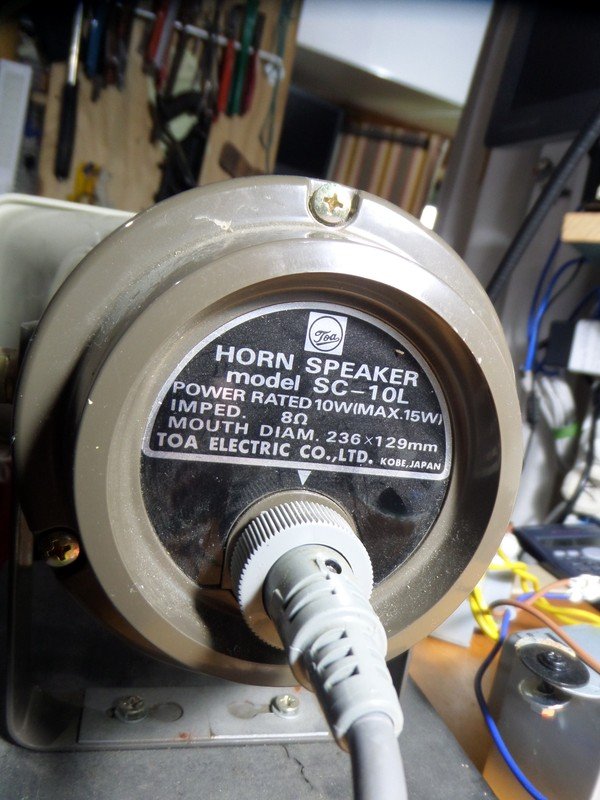 Toa
HORN SPEAKER
model SC-10L
POWER RATED 10W(MAX.15W)
IMPED. 8Ω
MOUTH DIAM. 236×129mm
TOA ELECTRIC CO.,LTD. KOBE,JAPAN